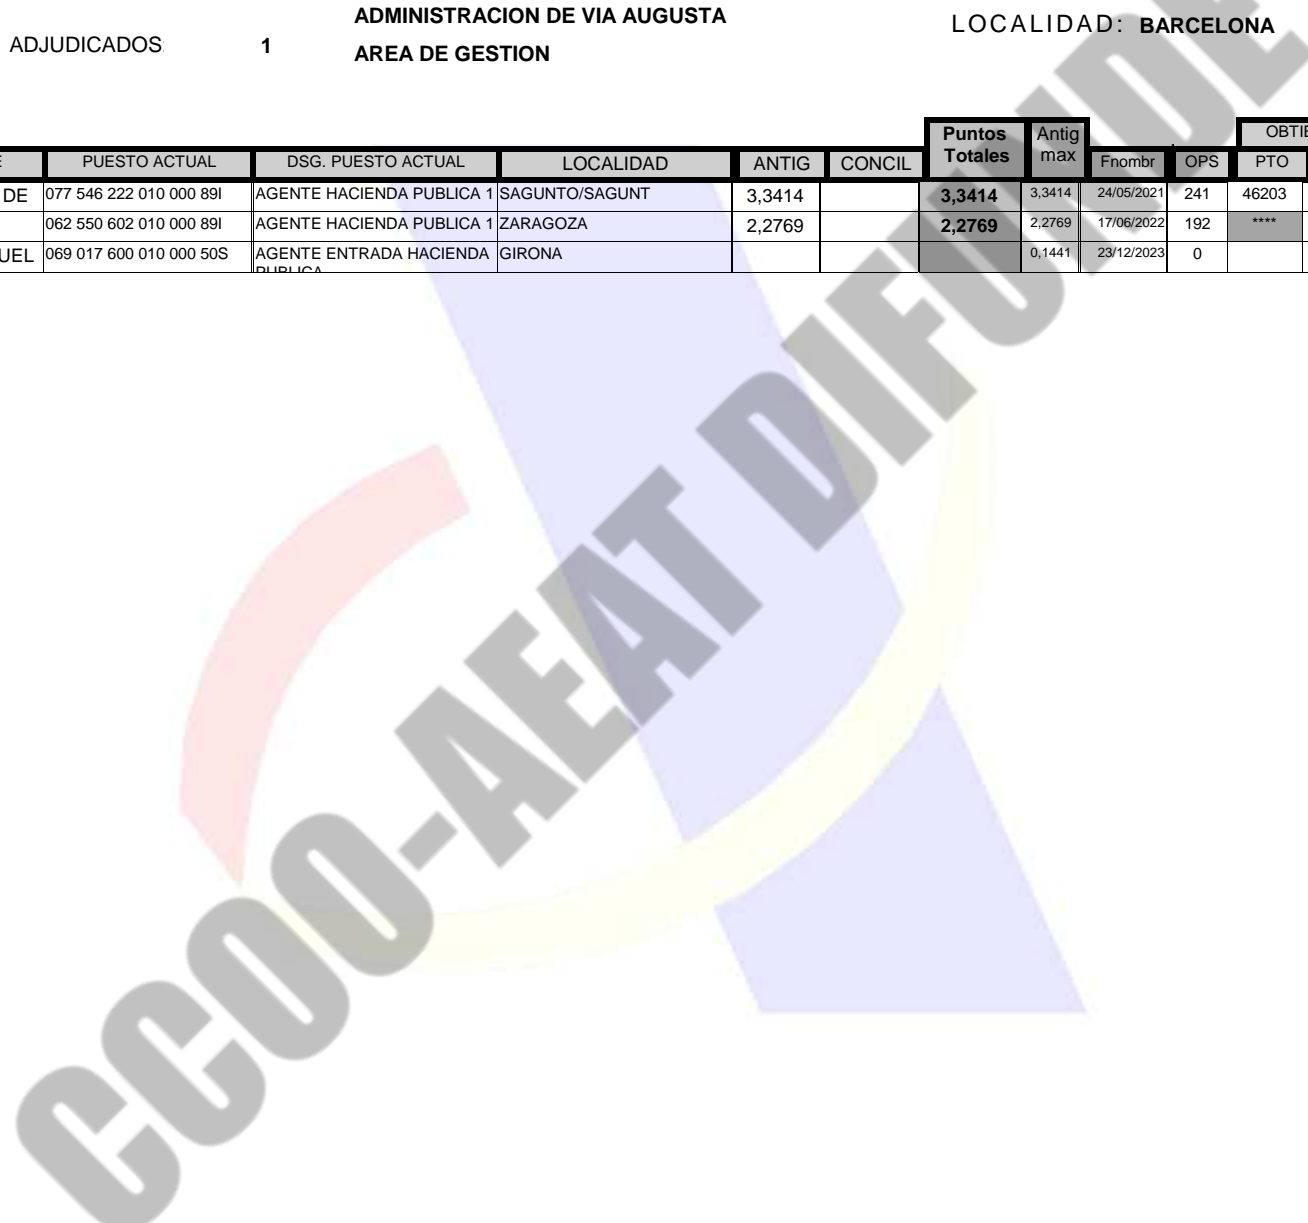 ADMINISTRACION DE VIA AUGUSTA
LOCALIDAD: BARCELONA
ADJUDICADOS: 1
AREA DE GESTION
Puntos Totales Antig max OBTIE
E PUESTO ACTUAL DSG. PUESTO ACTUAL LOCALIDAD ANTIG CONCIL Fnombr OPS PTO
DE 077 546 222 010 000 89I AGENTE HACIENDA PUBLICA 1 SAGUNTO/SAGUNT 3,3414 3,3414 3,3414 24/05/2021 241 46203
062 550 602 010 000 89I AGENTE HACIENDA PUBLICA 1 ZARAGOZA 2,2769 2,2769 2,2769 17/06/2022 192 ****
UEL 069 017 600 010 000 50S AGENTE ENTRADA HACIENDA PUBLICA GIRONA 0,1441 23/12/2023 0
CCOO-AEAT DIFUNDE